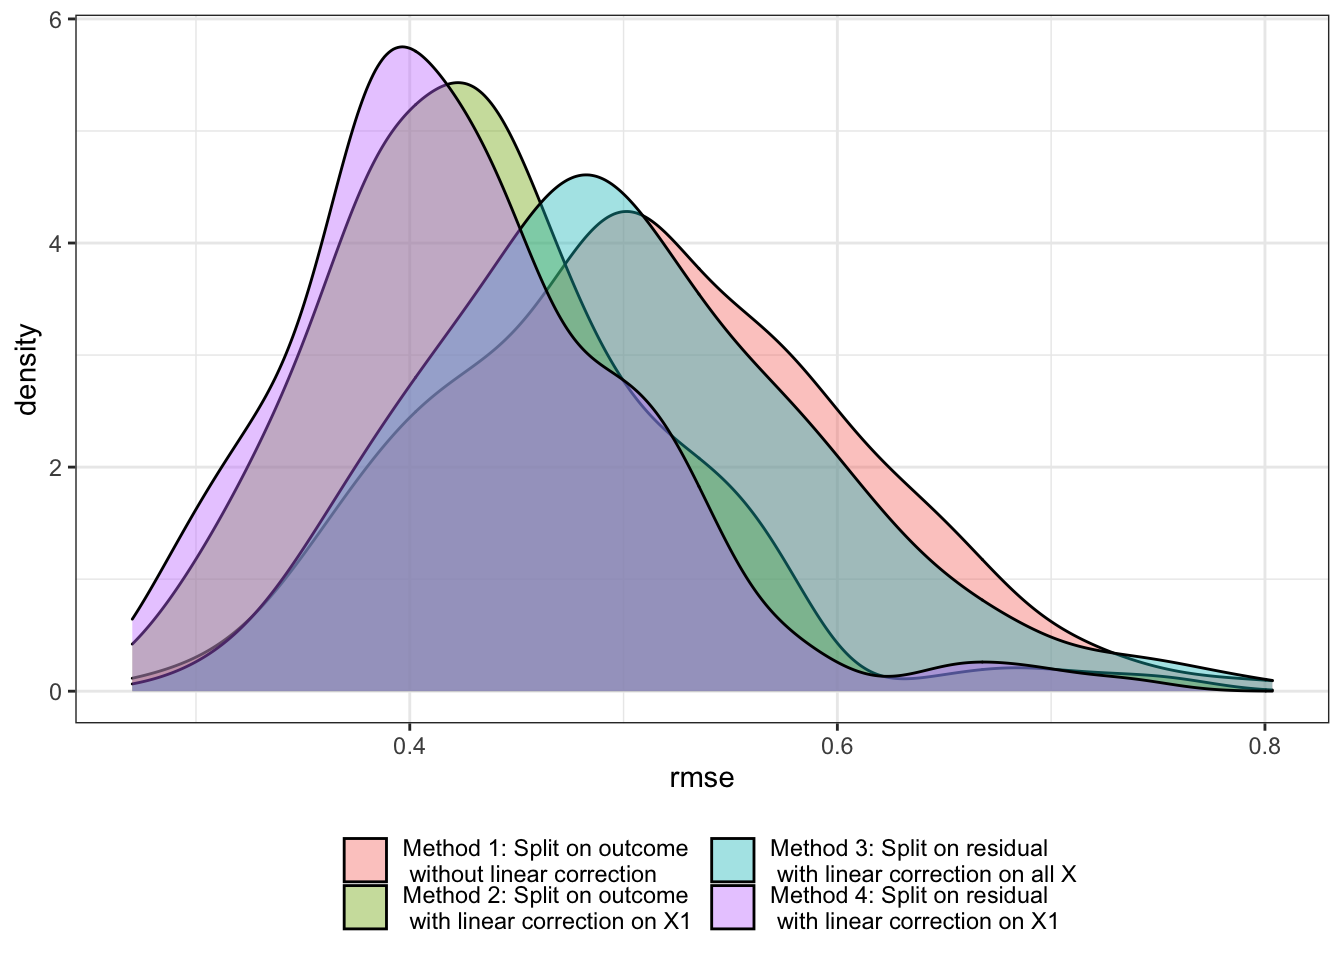 6
4
2
0
density
0.4
0.6
0.8
rmse
Method 1: Split on outcome
without linear correction
Method 2: Split on outcome
with linear correction on X1
Method 3: Split on residual
with linear correction on all X
Method 4: Split on residual
with linear correction on X1